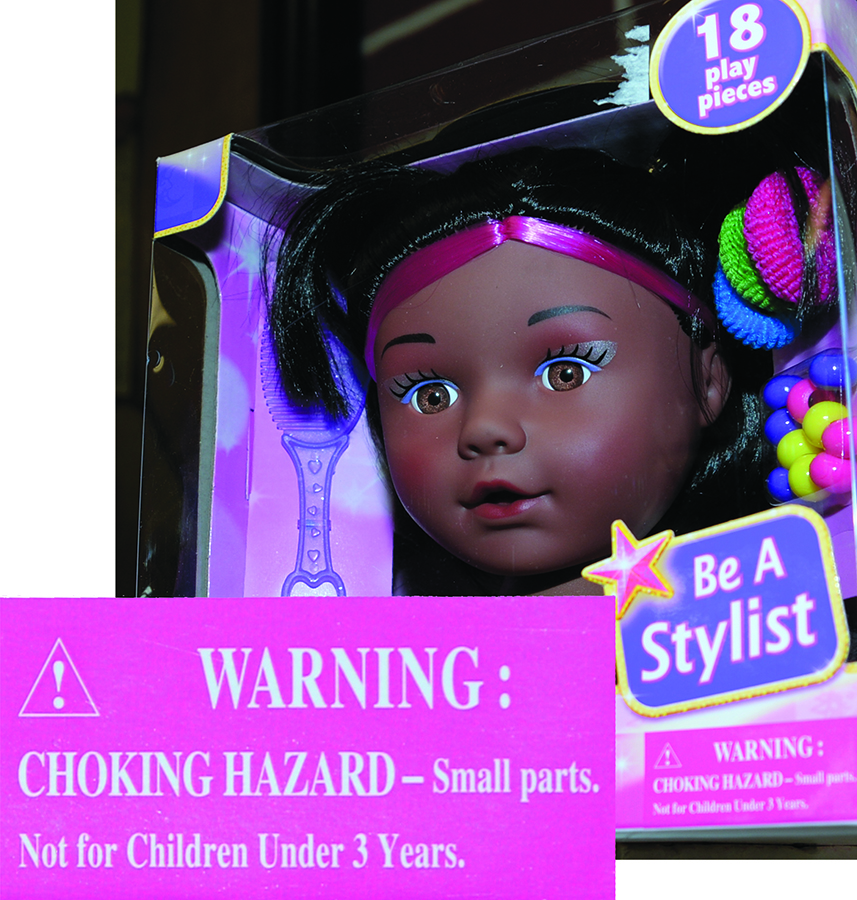 18
play
pieces
Be A
Stylist
WARNING :
CHOKING HAZARD – Small parts.
Not for Children Under 3 Years.
! WARNING :
CHOKING HAZARD – Small parts.
Not for Children Under 3 Years.